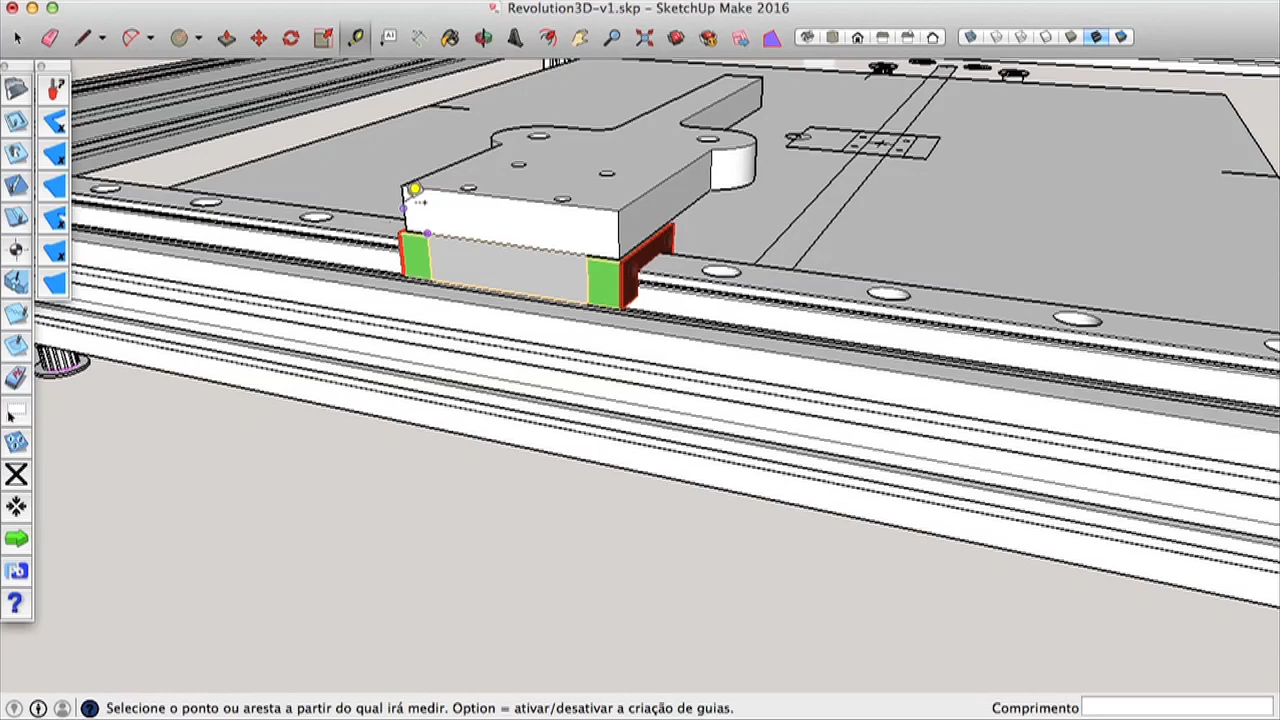 Revolution3D-v1.skp - SketchUp Make 2016
Selecione o ponto ou aresta a partir do qual irá medir. Option = ativar/desativar a criação de guias.
Comprimento